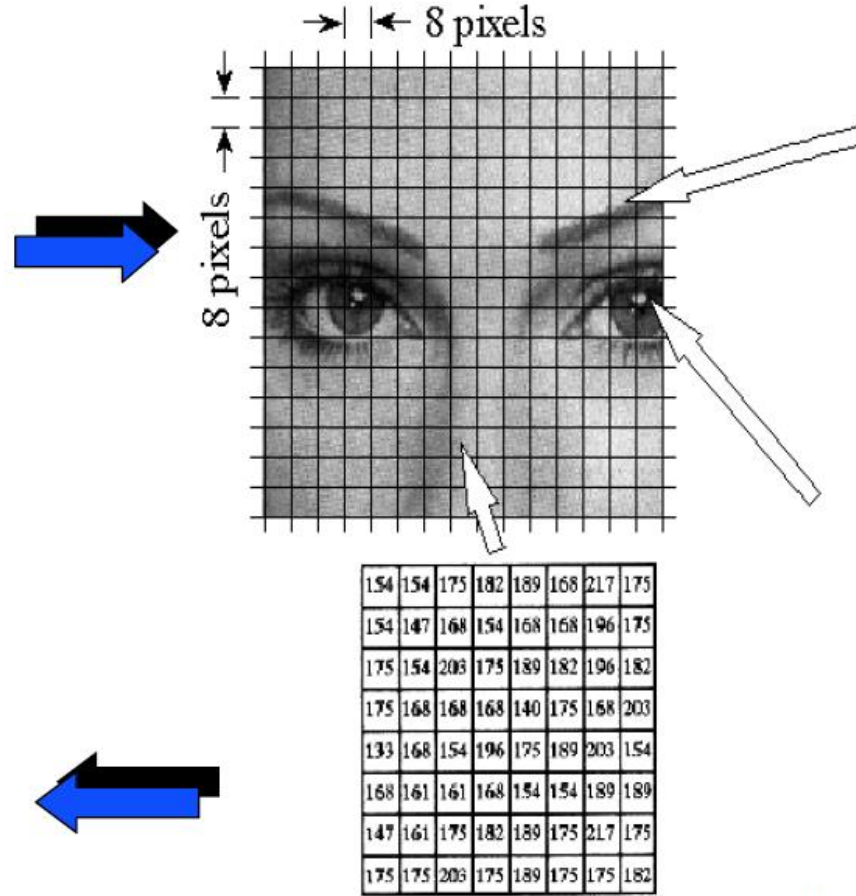 8 pixels
8 pixels
154 154 175 182 189 168 217 175
154 147 168 154 168 168 196 175
175 154 203 175 189 182 196 182
175 168 168 168 140 175 168 203
133 168 154 196 175 189 203 154
168 161 161 168 154 154 189 189
147 161 175 182 189 175 217 175
175 175 203 175 189 175 175 182